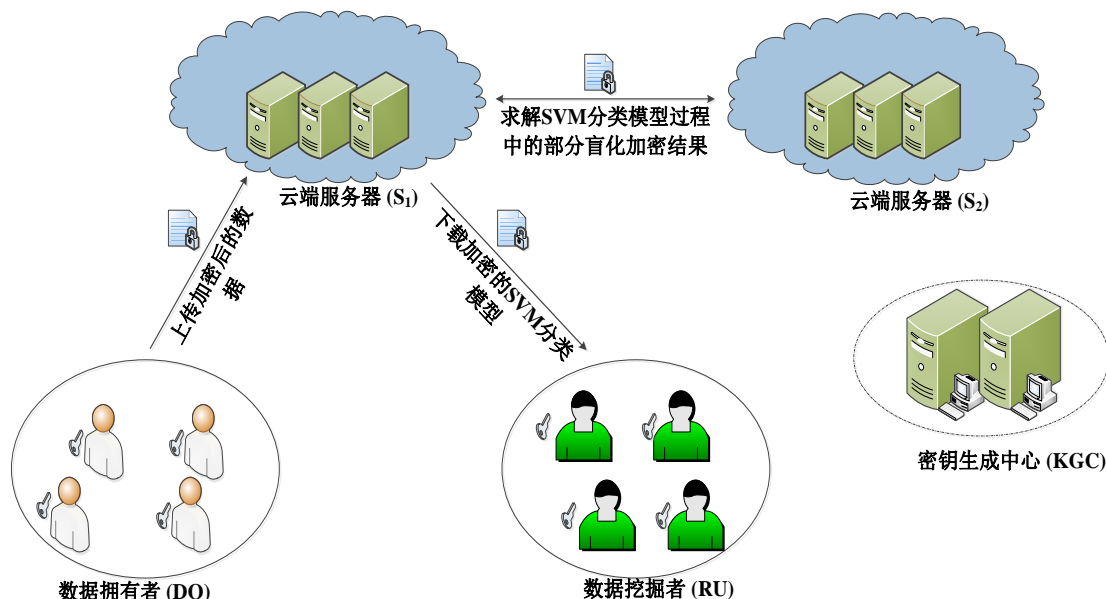 求解SVM分类模型过程
中的部分盲化加密结果
云端服务器 (S₁)
云端服务器 (S₂)
上传加密后的数
据
下载加密的SVM分类
模型
密钥生成中心 (KGC)
数据拥有者 (DO)
数据挖掘者 (RU)